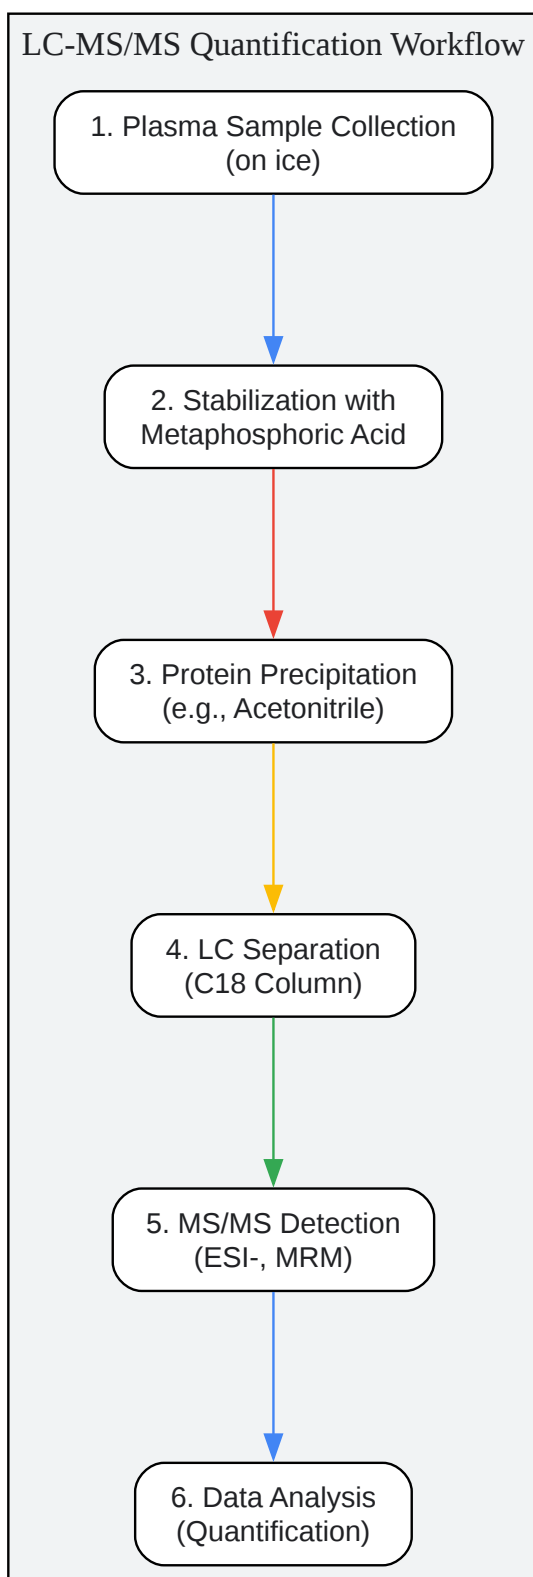 LC-MS/MS Quantification Workflow
1. Plasma Sample Collection
(on ice)
2. Stabilization with
Metaphosphoric Acid
3. Protein Precipitation
(e.g., Acetonitrile)
4. LC Separation
(C18 Column)
5. MS/MS Detection
(ESI-, MRM)
6. Data Analysis
(Quantification)